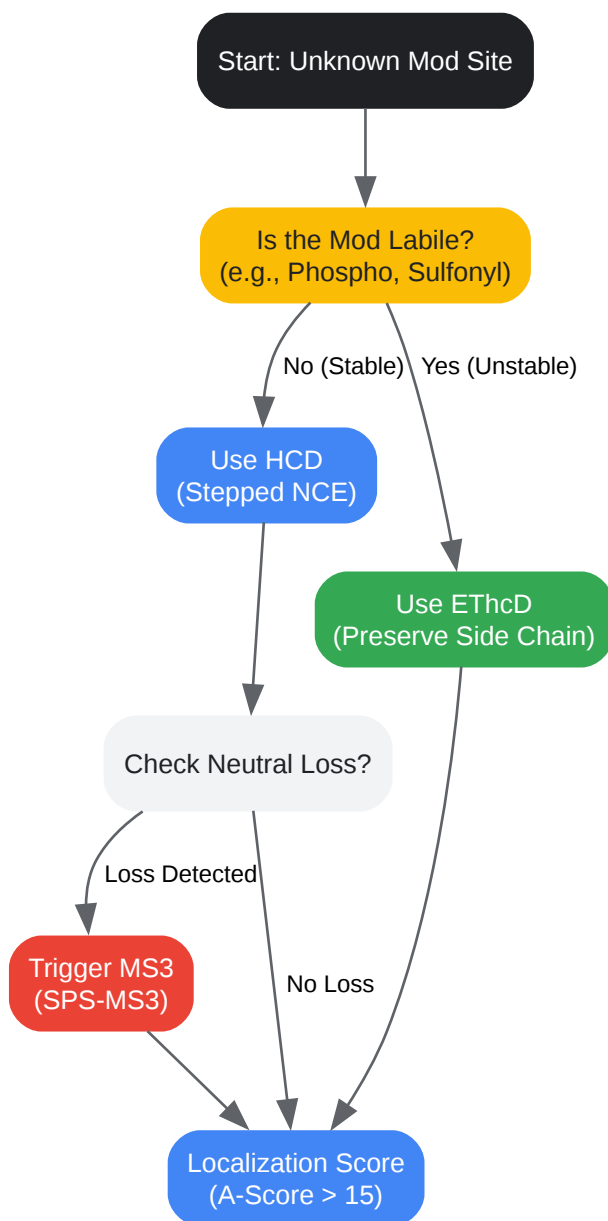 Start: Unknown Mod Site
Is the Mod Labile?
(e.g., Phospho, Sulfonyl)
No (Stable)
Yes (Unstable)
Use HCD
(Stepped NCE)
Use EThcD
(Preserve Side Chain)
Check Neutral Loss?
Loss Detected
Trigger MS3
(SPS-MS3)
No Loss
Localization Score
(A-Score > 15)